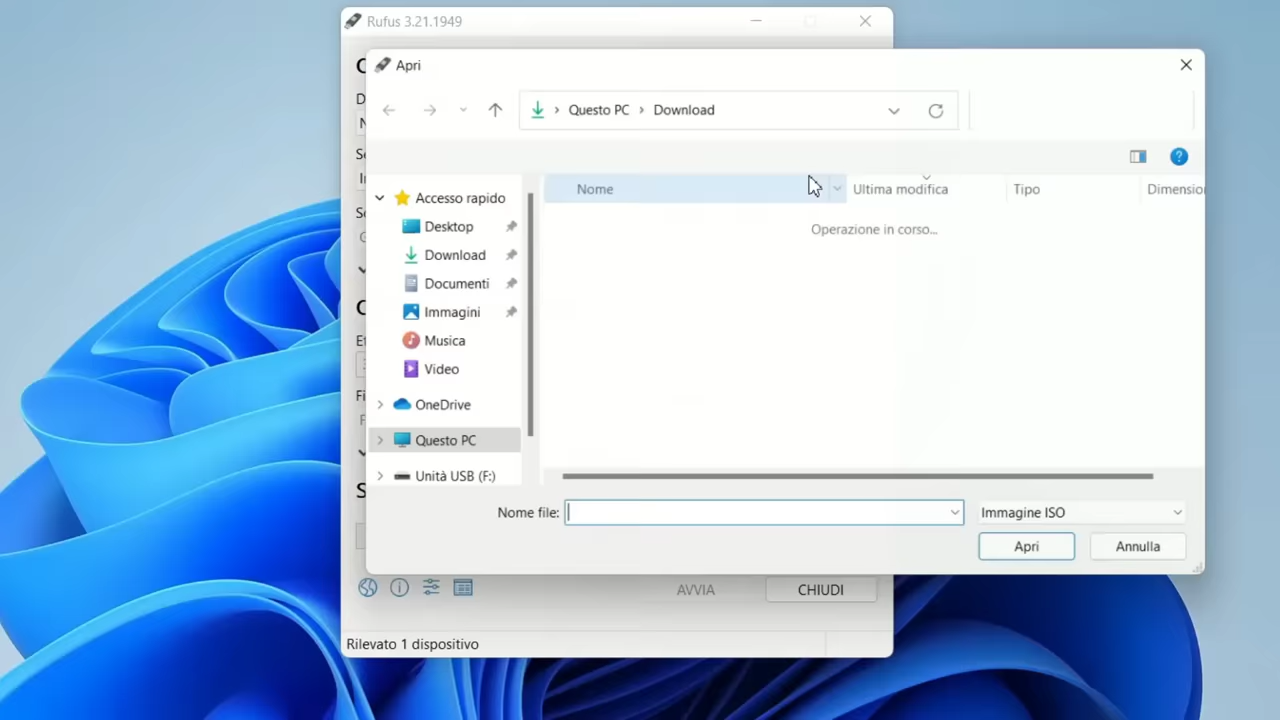 Rufus 3.21.1949
Apri
Questo PC
Download
Nome
Ultima modifica
Tipo
Operazione in corso...
Accesso rapido
Desktop
Download
Documenti
Immagini
Musica
Video
OneDrive
Questo PC
Unità USB (F:)
Nome file:
Immagine ISO
Apri
Annulla
AVVIA
CHIUDI
Rilevato 1 dispositivo